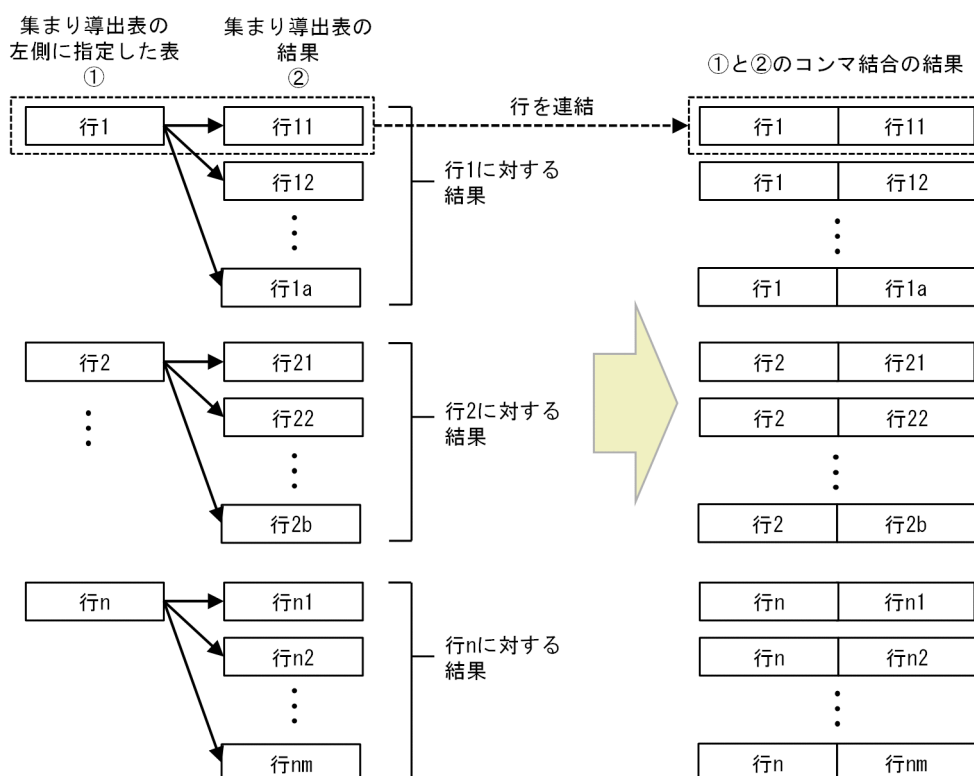 集まり導出表の
左側に指定した表
①
集まり導出表の
結果
②
①と②のコンマ結合の結果
行1
行11
行を連結
行1 行11
行12
行1に対する
結果
行1 行12
行1a
行1 行1a
行2
行21
行2 行21
行22
行2に対する
結果
行2 行22
行2b
行2 行2b
行n
行n1
行n 行n1
行n2
行nに対する
結果
行n 行n2
行nm
行n 行nm